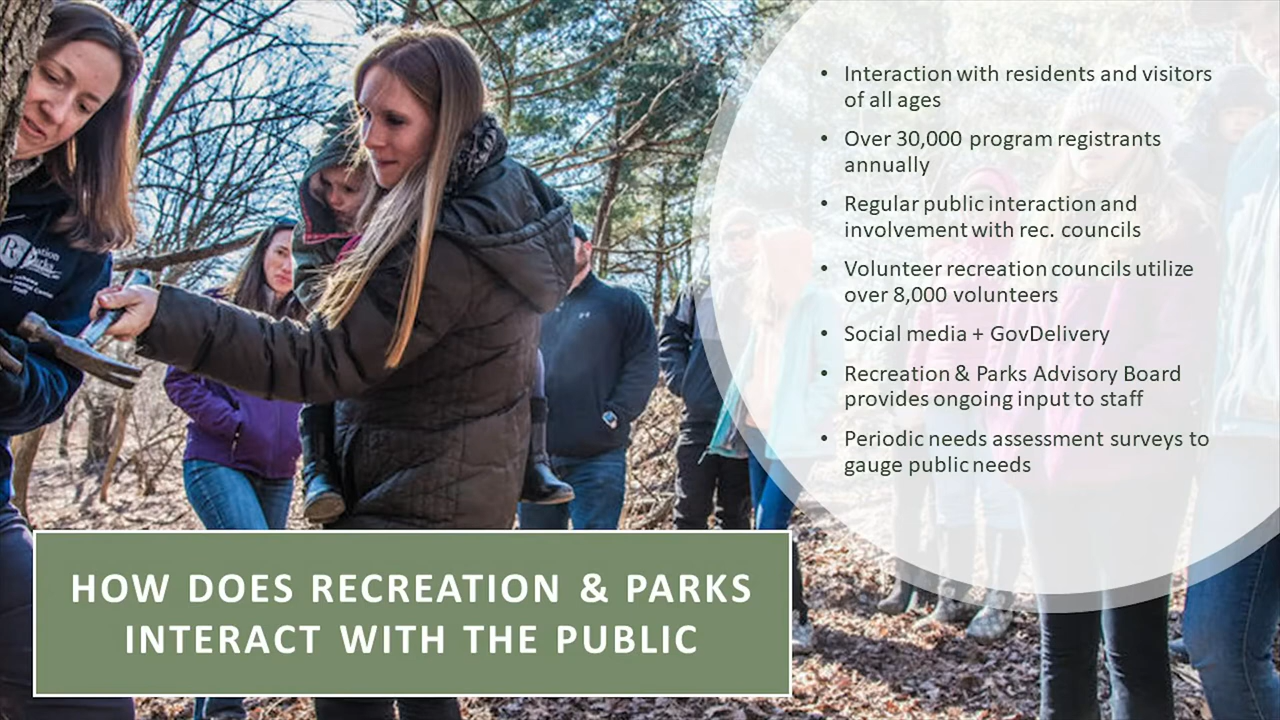 • Interaction with residents and visitors
of all ages
• Over 30,000 program registrants
annually
• Regular public interaction and
involvement with rec. councils
• Volunteer recreation councils utilize
over 8,000 volunteers
• Social media + GovDelivery
• Recreation & Parks Advisory Board
provides ongoing input to staff
• Periodic needs assessment surveys to
gauge public needs
HOW DOES RECREATION & PARKS
INTERACT WITH THE PUBLIC